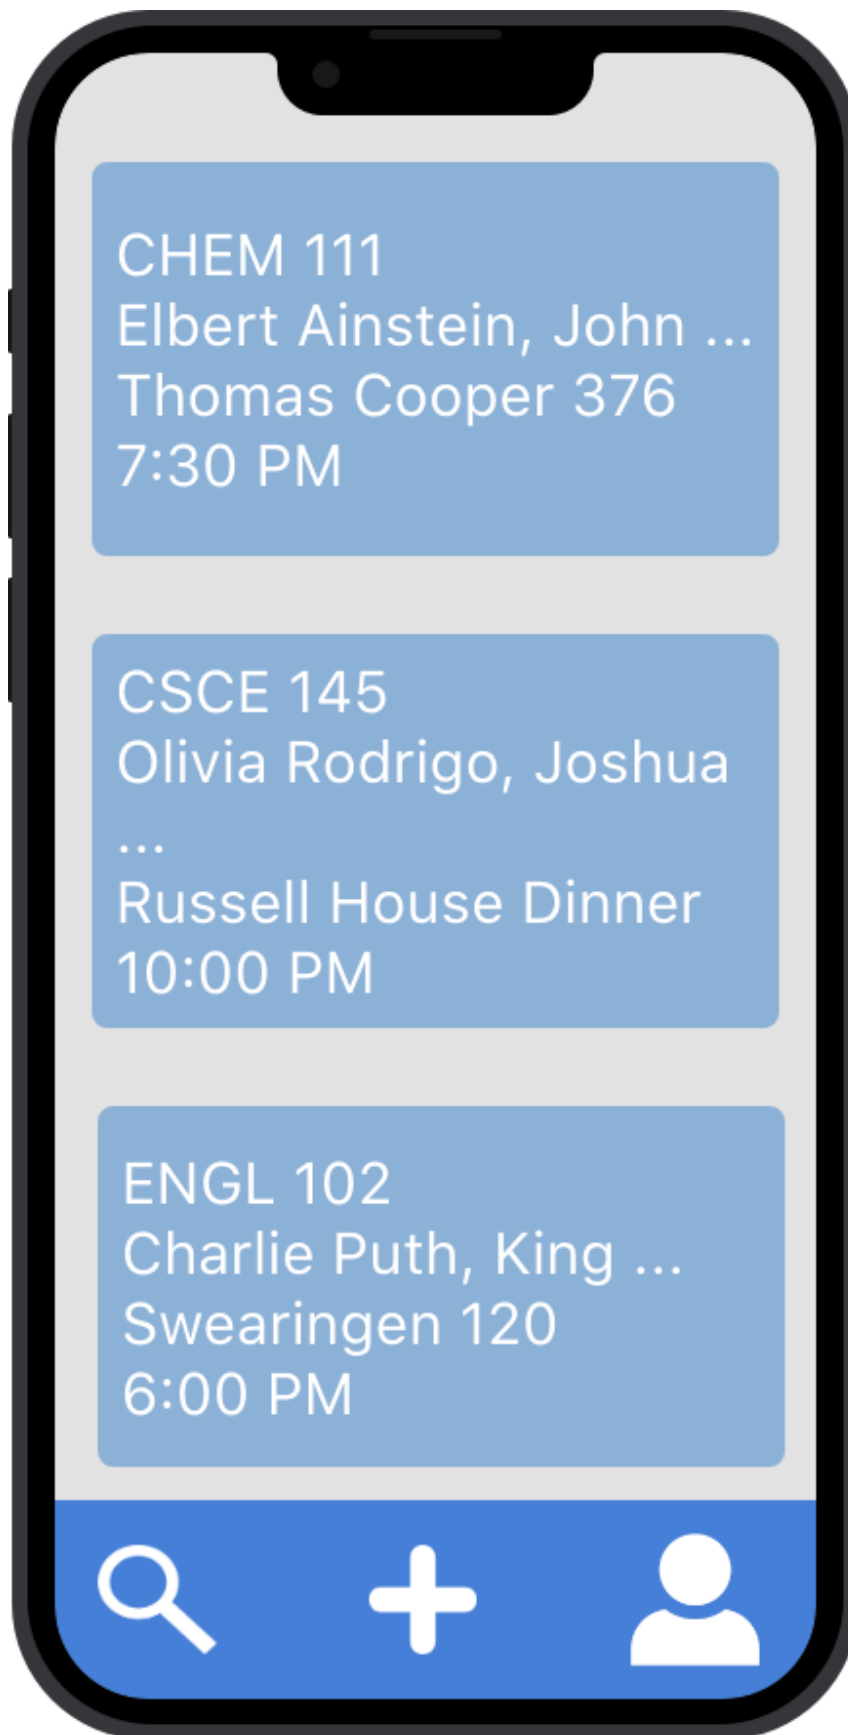 CHEM 111
Elbert Ainstein, John ...
Thomas Cooper 376
7:30 PM
CSCE 145
Olivia Rodrigo, Joshua
...
Russell House Dinner
10:00 PM
ENGL 102
Charlie Puth, King ...
Swearingen 120
6:00 PM